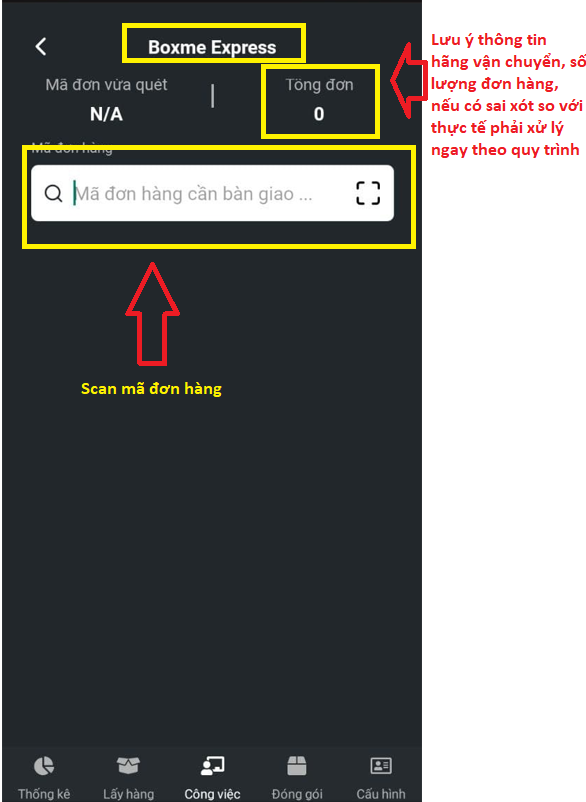 Boxme Express
Mã đơn vừa quét
N/A
Tổng đơn
0
Mã đơn hàng
Mã đơn hàng cần bàn giao ...
Lưu ý thông tin
hãng vận chuyển, số
lượng đơn hàng,
nếu có sai xót so với
thực tế phải xử lý
ngay theo quy trình
Scan mã đơn hàng
Thống kê
Lấy hàng
Công việc
Đóng gói
Cấu hình